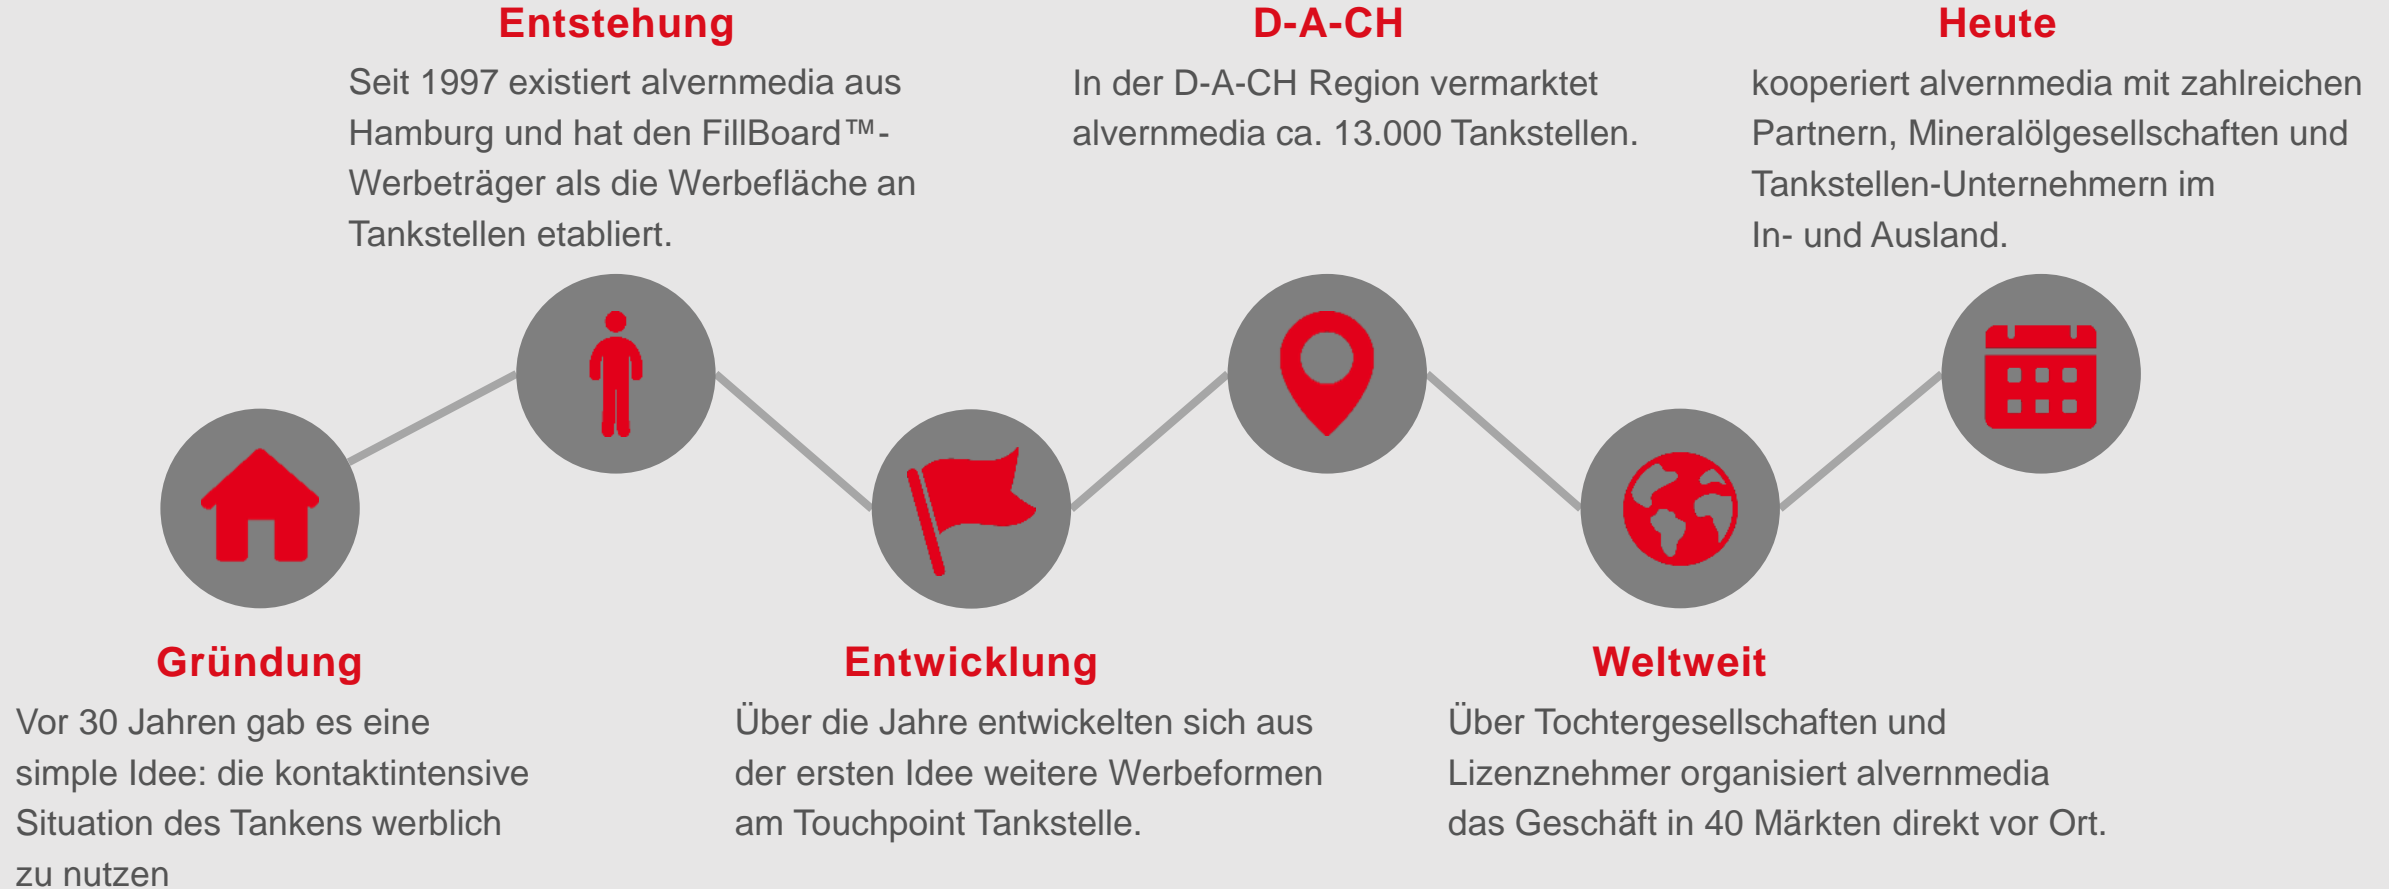 Entstehung
Seit 1997 existiert alvernmedia aus
Hamburg und hat den FillBoard™-
Werbeträger als die Werbefläche an
Tankstellen etabliert.
D-A-CH
In der D-A-CH Region vermarktet
alvernmedia ca. 13.000 Tankstellen.
Heute
kooperiert alvernmedia mit zahlreichen
Partnern, Mineralölgesellschaften und
Tankstellen-Unternehmern im
In- und Ausland.
Gründung
Vor 30 Jahren gab es eine
simple Idee: die kontaktintensive
Situation des Tankens werblich
zu nutzen
Entwicklung
Über die Jahre entwickelten sich aus
der ersten Idee weitere Werbeformen
am Touchpoint Tankstelle.
Weltweit
Über Tochtergesellschaften und
Lizenznehmer organisiert alvernmedia
das Geschäft in 40 Märkten direkt vor Ort.